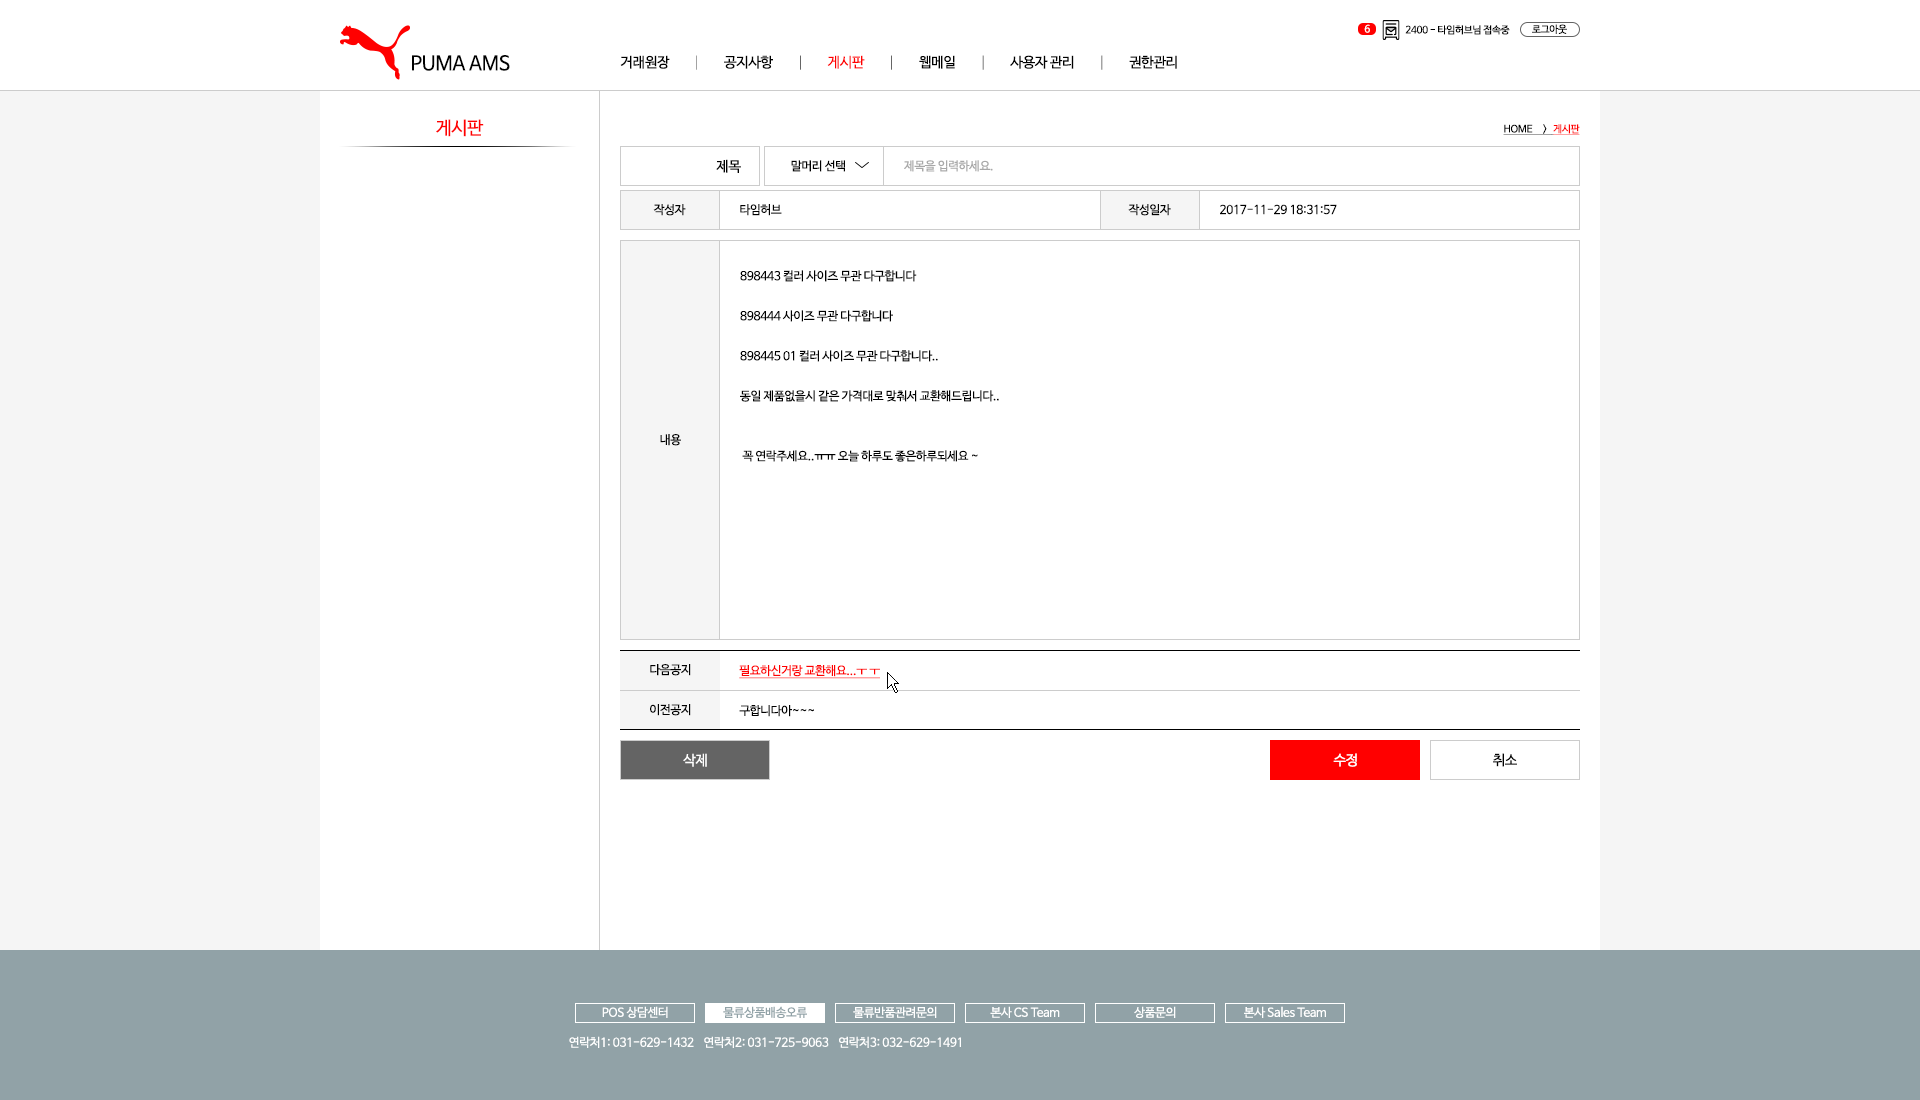 6 2400 - 타임허브님 접속중 로그아웃
PUMA AMS
거래원장 | 공지사항 | 게시판 | 웹메일 | 사용자 관리 | 권한관리
게시판
HOME 〉 게시판
제목 말머리 선택 제목을 입력하세요.
작성자 타임허브 작성일자 2017-11-29 18:31:57
내용
898443 컬러 사이즈 무관 다구합니다
898444 사이즈 무관 다구합니다
898445 01 컬러 사이즈 무관 다구합니다..
동일 제품없을시 같은 가격대로 맞춰서 교환해드립니다..
꼭 연락주세요..ㅠㅠ 오늘 하루도 좋은하루되세요 ~
다음공지 필요하신거랑 교환해요...ㅜㅜ
이전공지 구합니다아~~~
삭제 수정 취소
POS 상담센터 물류상품배송오류 물류반품관려문의 본사 CS Team 상품문의 본사 Sales Team
연락처1: 031-629-1432 연락처2: 031-725-9063 연락처3: 032-629-1491